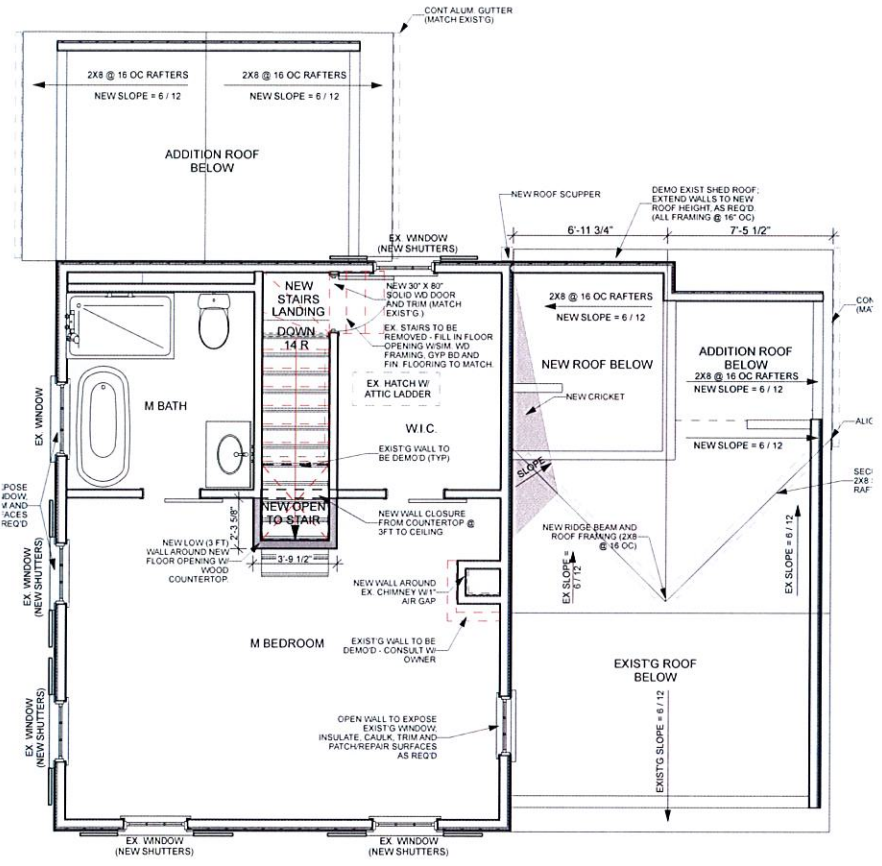 CONT ALUM. GUTTER
(MATCH EXIST'G)
2X8 @ 16 OC RAFTERS
NEW SLOPE = 6 / 12
2X8 @ 16 OC RAFTERS
NEW SLOPE = 6 / 12
ADDITION ROOF
BELOW
NEW ROOF SCUPPER
DEMO EXIST SHED ROOF;
EXTEND WALLS TO NEW
ROOF HEIGHT, AS REQ'D.
(ALL FRAMING @ 16" OC)
6'-11 3/4"
7'-5 1/2"
EX. WINDOW
(NEW SHUTTERS)
NEW
STAIRS
LANDING
DOWN
14 R
NEW 30" X 80"
SOLID WD DOOR
AND TRIM (MATCH
EXIST'G.)
EX. STAIRS TO BE
REMOVED - FILL IN FLOOR
OPENING W/SIM. WD
FRAMING, GYP BD AND
FIN. FLOORING TO MATCH.
EX. HATCH W/
ATTIC LADDER
2X8 @ 16 OC RAFTERS
NEW SLOPE = 6 / 12
NEW ROOF BELOW
NEW CRICKET
ADDITION ROOF
BELOW
2X8 @ 16 OC RAFTERS
NEW SLOPE = 6 / 12
NEW SLOPE = 6 / 12
CON
(MA
ALIG
SEC
2X8
RAF
EX. WINDOW
M BATH
W.I.C.
EXIST'G WALL TO
BE DEMO'D (TYP)
SLOPE
XPOSE
DOW,
M AND
FACES
REQ'D
NEW OPEN
TO STAIR
2'-3 5/8"
3'-9 1/2"
NEW WALL CLOSURE
FROM COUNTERTOP @
3FT TO CEILING
NEW LOW (3 FT)
WALL AROUND NEW
FLOOR OPENING W/
WOOD
COUNTERTOP.
NEW RIDGE BEAM AND
ROOF FRAMING (2X8
@ 16 OC)
EX SLOPE =
6 / 12
EX SLOPE = 6 / 12
EX. WINDOW
(NEW SHUTTERS)
NEW WALL AROUND
EX. CHIMNEY W/1"
AIR GAP
M BEDROOM
EXIST'G WALL TO BE
DEMO'D - CONSULT W/
OWNER
EXIST'G ROOF
BELOW
EXIST'G SLOPE = 6 / 12
EX. WINDOW
(NEW SHUTTERS)
OPEN WALL TO EXPOSE
EXIST'G WINDOW,
INSULATE, CAULK, TRIM AND
PATCH/REPAIR SURFACES
AS REQ'D
EX. WINDOW
(NEW SHUTTERS)
EX. WINDOW
(NEW SHUTTERS)